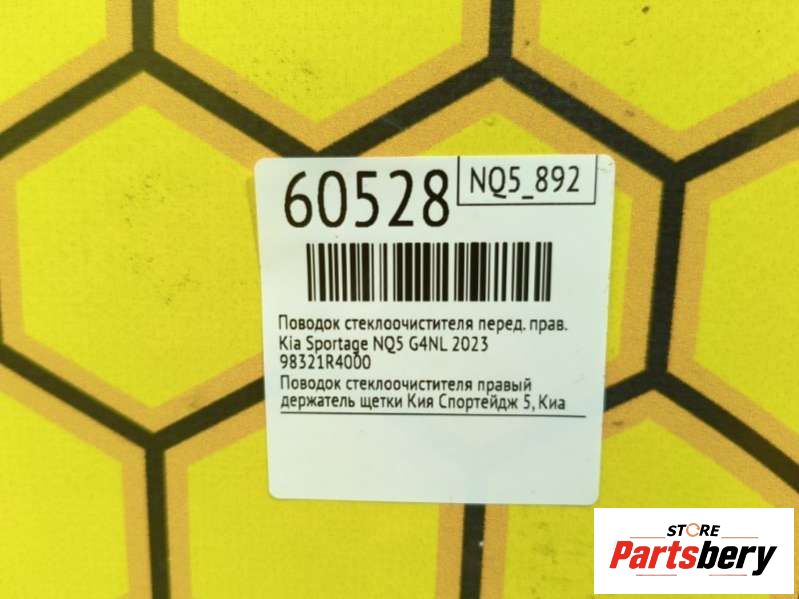 60528
NQ5_892
Поводок стеклоочистителя перед. прав.
Kia Sportage NQ5 G4NL 2023
98321R4000
Поводок стеклоочистителя правый
держатель щетки Кия Спортейдж 5, Киа
STORE
Partsbery